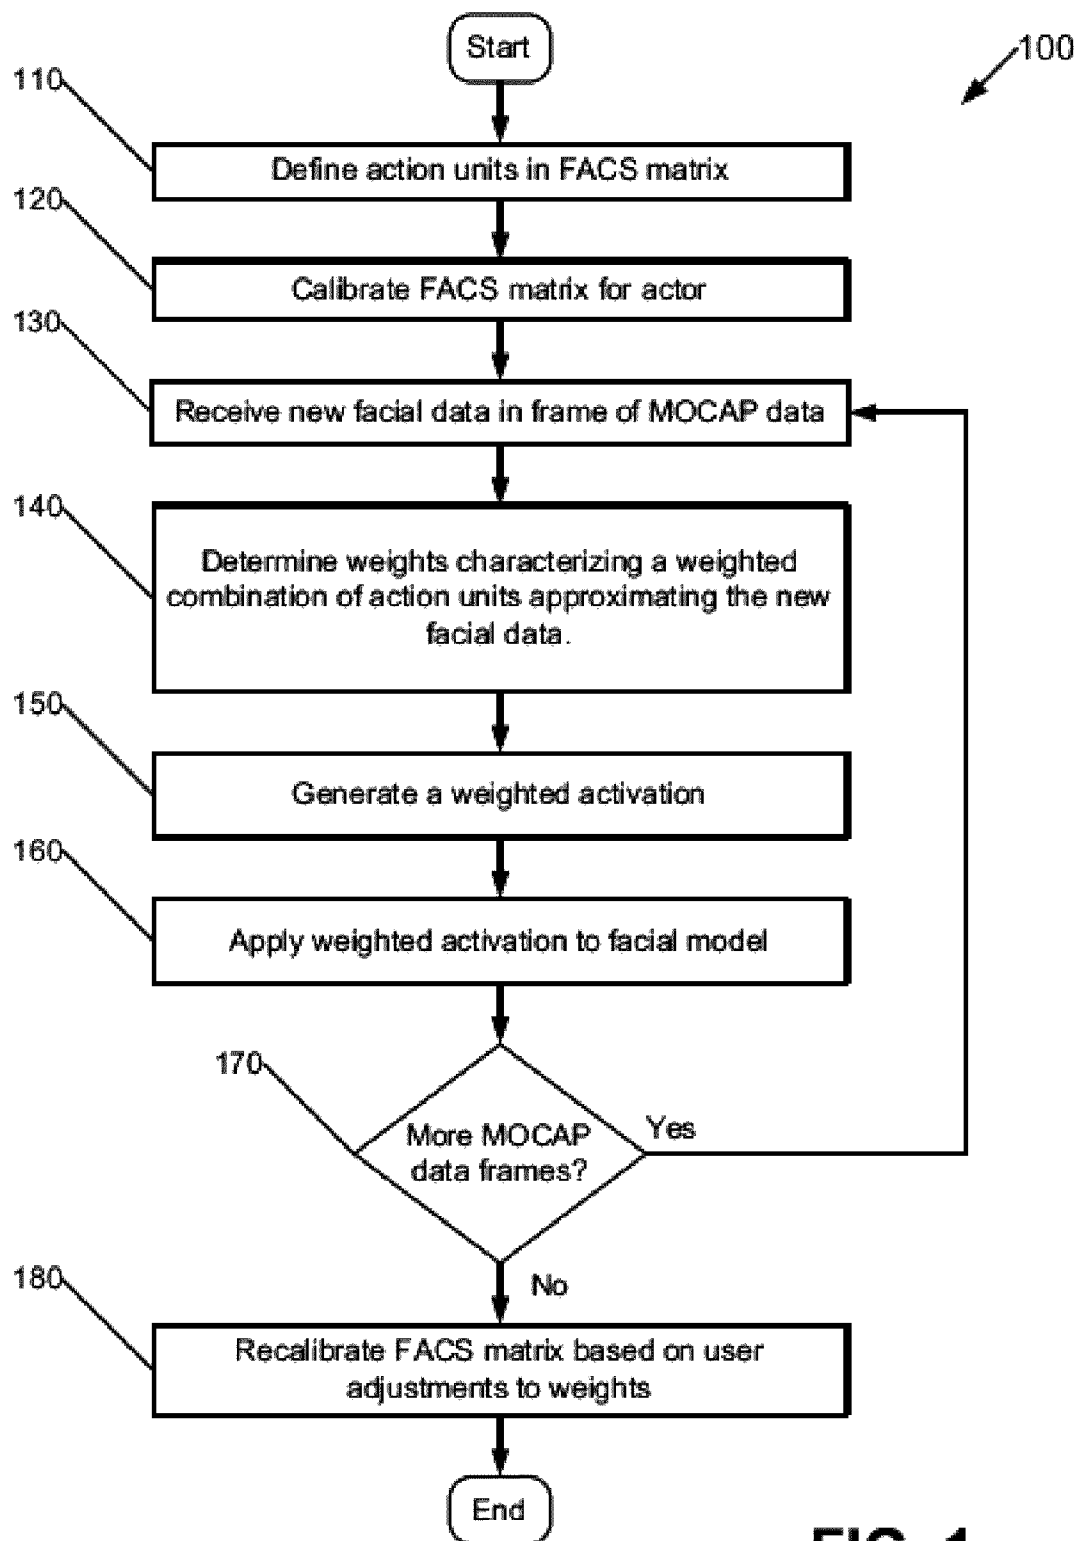 Start
100
110
Define action units in FACS matrix
120
Calibrate FACS matrix for actor
130
Receive new facial data in frame of MOCAP data
140
Determine weights characterizing a weighted
combination of action units approximating the new
facial data.
150
Generate a weighted activation
160
Apply weighted activation to facial model
170
More MOCAP
data frames?
Yes
No
180
Recalibrate FACS matrix based on user
adjustments to weights
End
FIG. 1